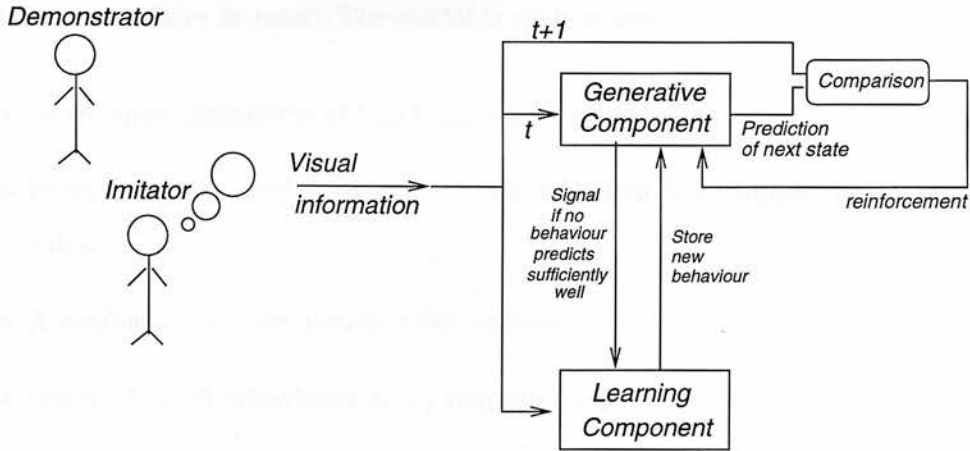 Demonstrator
Imitator
Visual
information
t+1
t
Generative
Component
Comparison
Prediction
of next state
reinforcement
Signal
if no
behaviour
predicts
sufficiently
well
Store
new
behaviour
Learning
Component